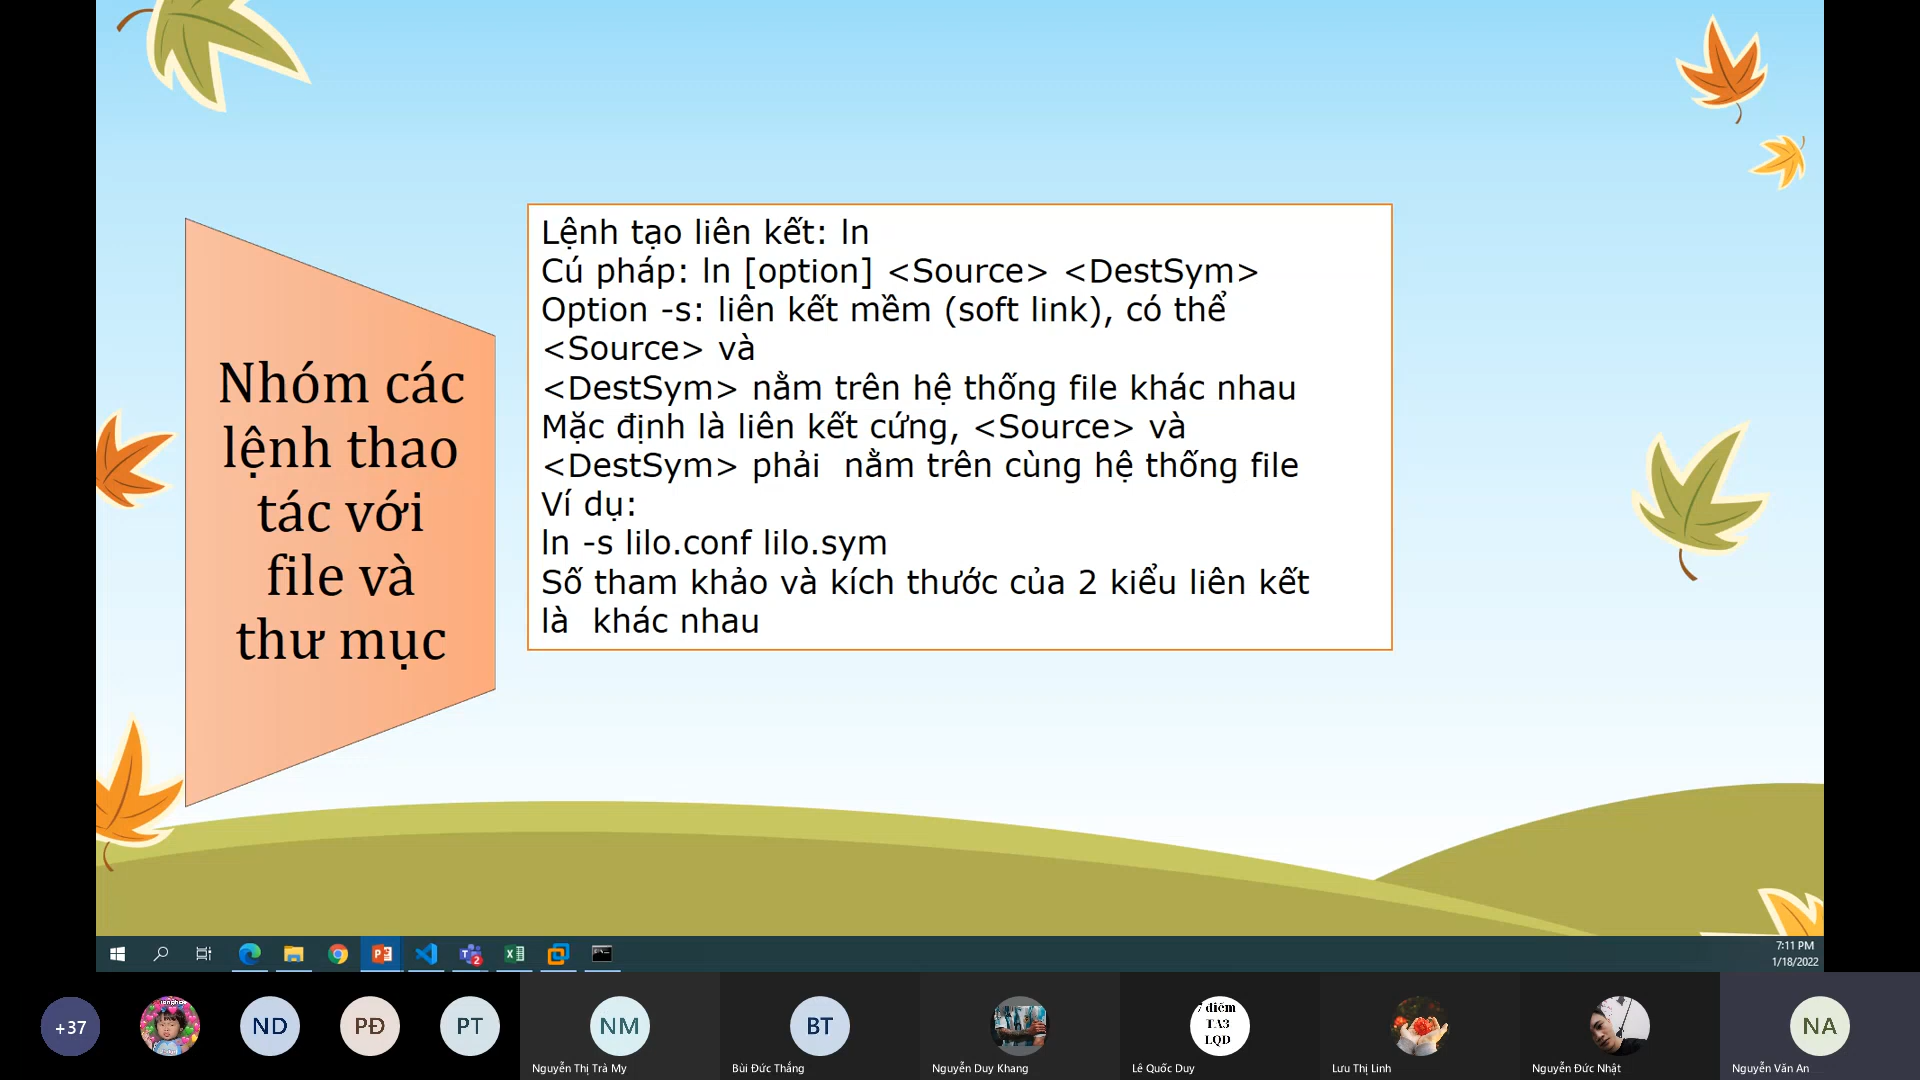 Nhóm các
lệnh thao
tác với
file và
thư mục
Lệnh tạo liên kết: ln
Cú pháp: ln [option] <Source> <DestSym>
Option -s: liên kết mềm (soft link), có thể
<Source> và
<DestSym> nằm trên hệ thống file khác nhau
Mặc định là liên kết cứng, <Source> và
<DestSym> phải nằm trên cùng hệ thống file
Ví dụ:
ln -s lilo.conf lilo.sym
Số tham khảo và kích thước của 2 kiểu liên kết
là khác nhau
7:11 PM
1/18/2022
+37
ND
PĐ
PT
NM
BT
7 điểm
TA3
LQD
NA
Nguyễn Thị Trà My
Bùi Đức Thắng
Nguyễn Duy Khang
Lê Quốc Duy
Lưu Thị Linh
Nguyễn Đức Nhật
Nguyễn Văn An